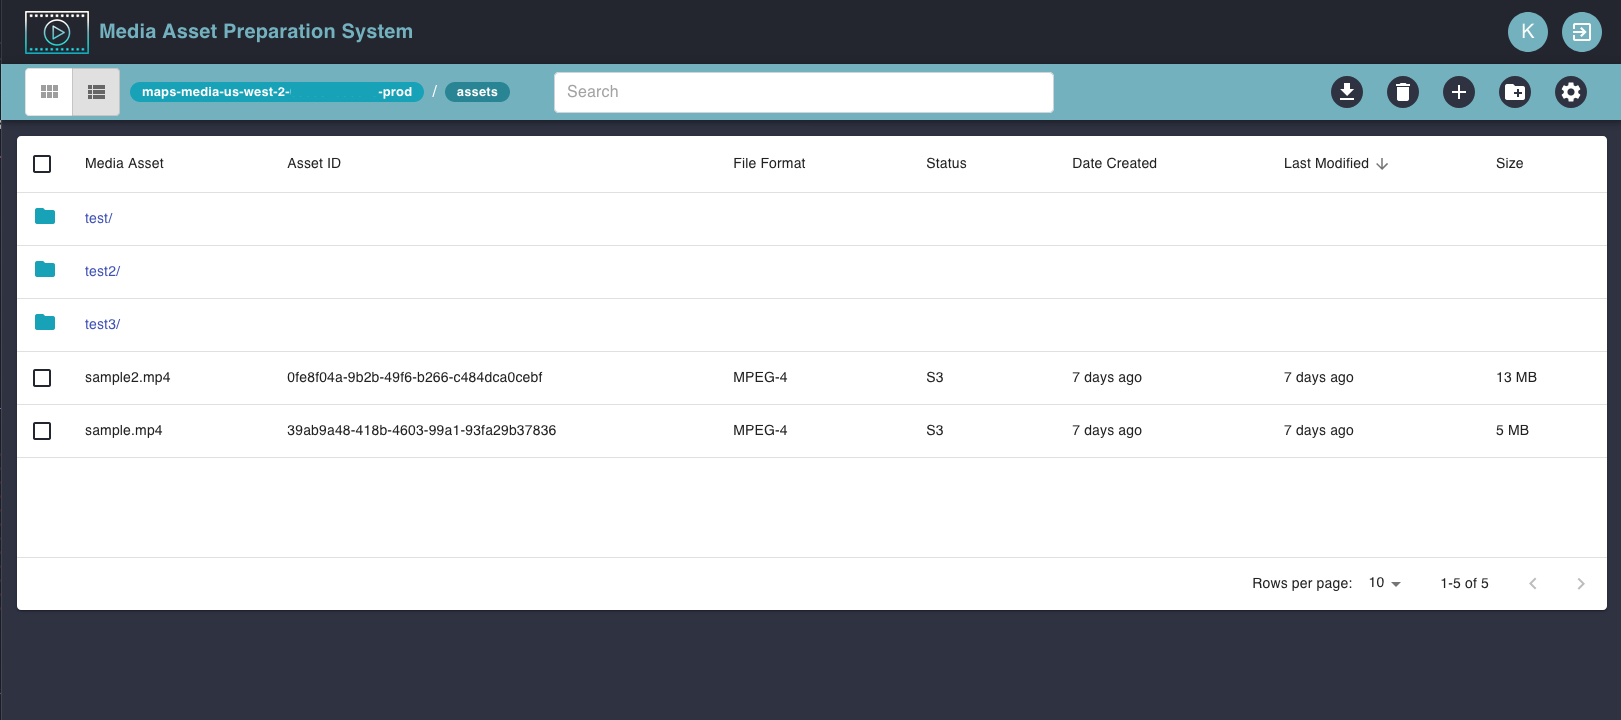 Media Asset Preparation System
K
maps-media-us-west-2- -prod / assets
Search
Media Asset Asset ID File Format Status Date Created Last Modified Size
test/
test2/
test3/
sample2.mp4 0fe8f04a-9b2b-49f6-b266-c484dca0cebf MPEG-4 S3 7 days ago 7 days ago 13 MB
sample.mp4 39ab9a48-418b-4603-99a1-93fa29b37836 MPEG-4 S3 7 days ago 7 days ago 5 MB
Rows per page: 10 1-5 of 5